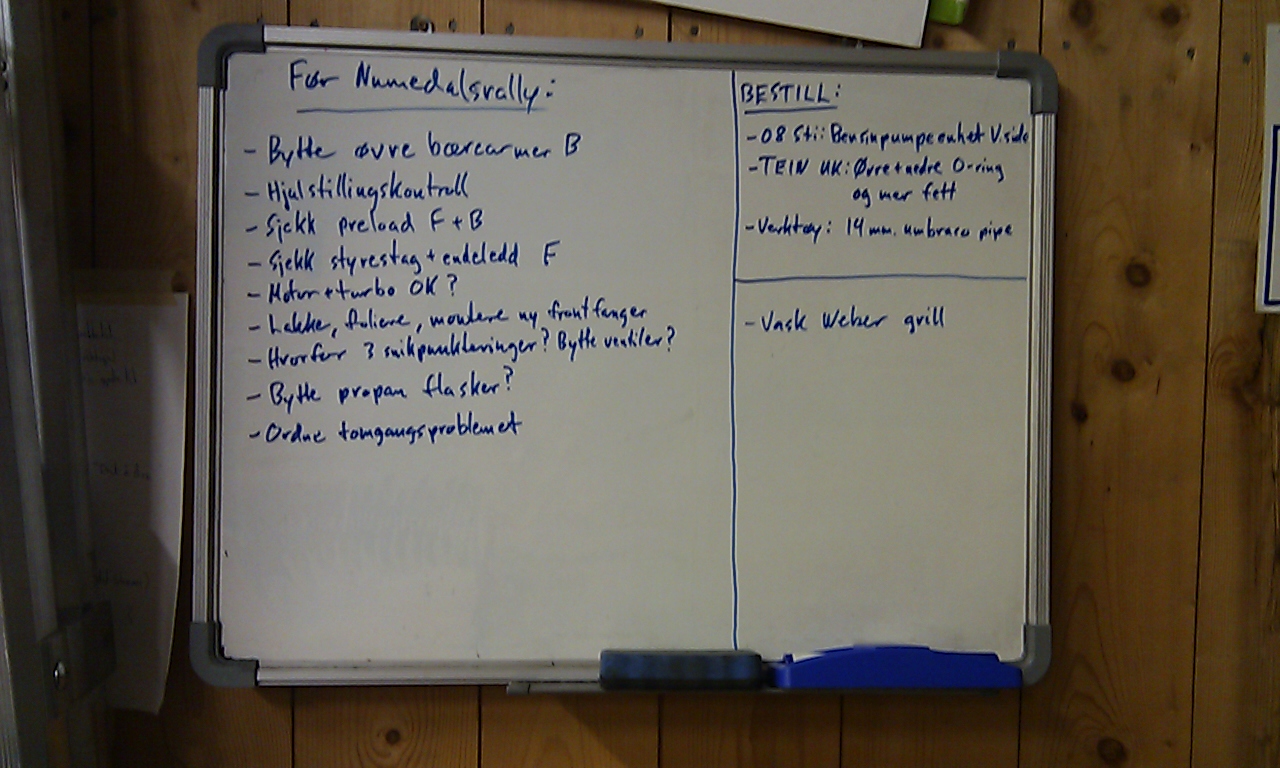 Før Numedalsrally:
- Bytte øvre bærearmer B
- Hjulstillingskontroll
- Sjekk preload F + B
- Sjekk styrestag + endeledd F
- Motor + turbo OK?
- Lakke, foliere, montere ny frontfanger
- Hvorfor 3 snikpunkteringer? Bytte ventiler?
- Bytte propan flasker?
- Ordne tomgangsproblemet
BESTILL:
- 08 Sti: Bensinpumpeenhet V.side
- TEIN UK: Øvre + nedre O-ring
og mer fett
- Verktøy: 14 mm. umbraco pipe
- Vask Weber grill